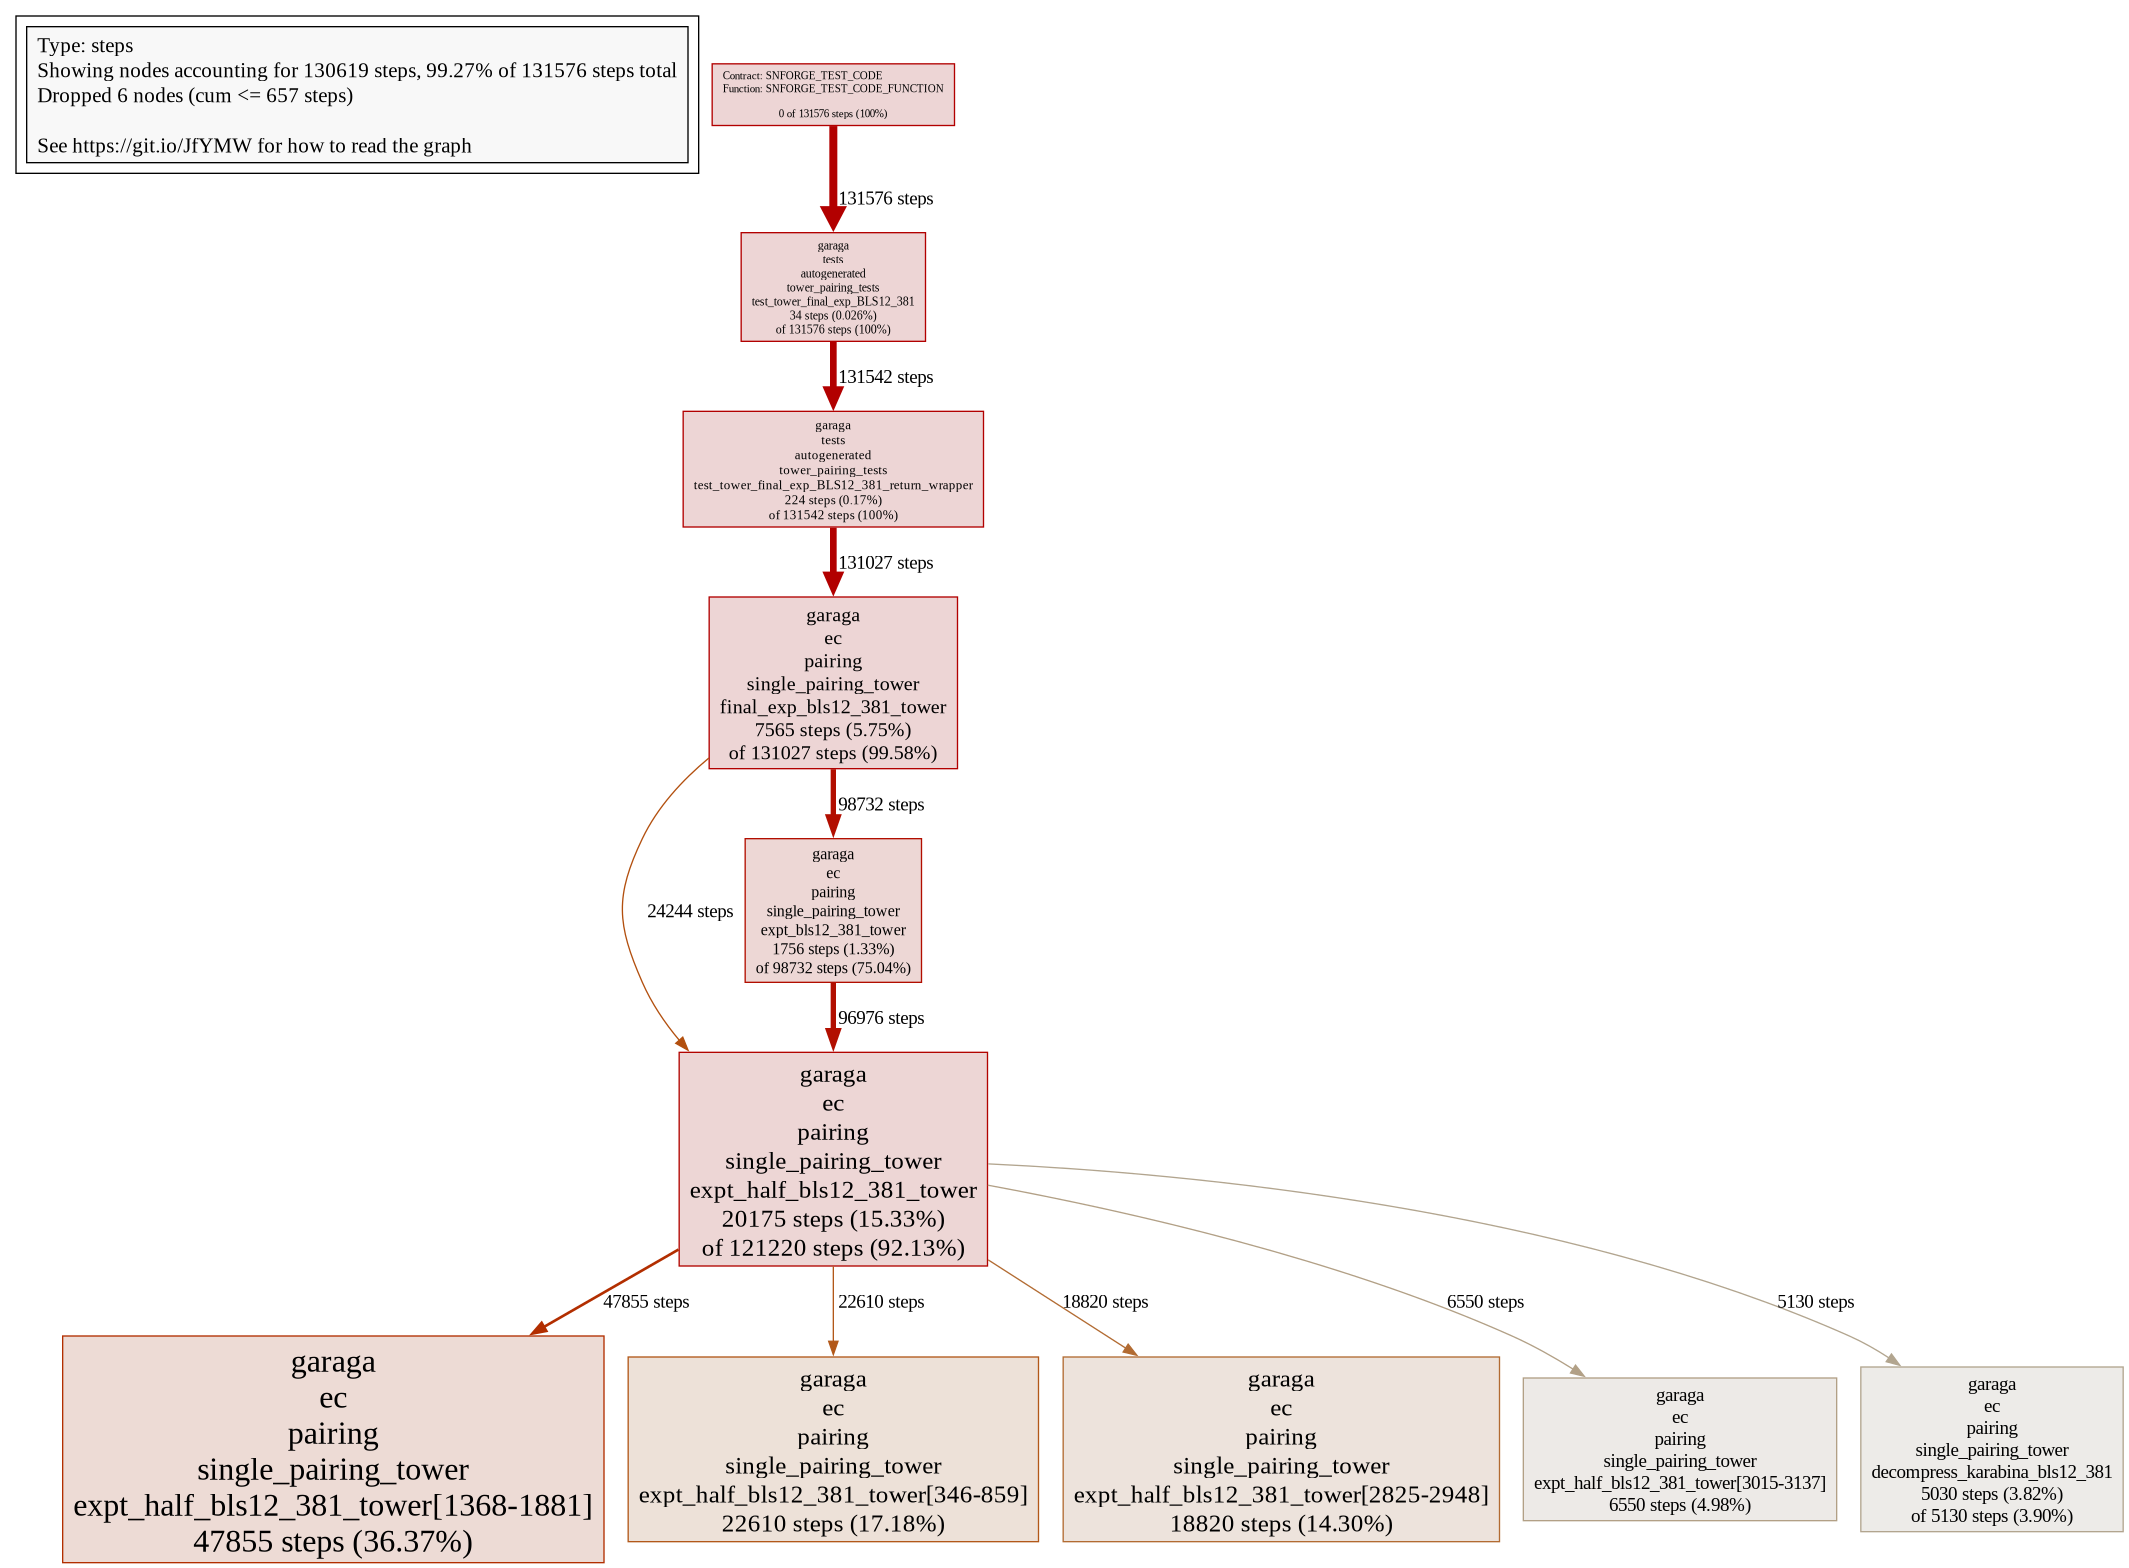 Type: steps
Showing nodes accounting for 130619 steps, 99.27% of 131576 steps total
Dropped 6 nodes (cum <= 657 steps)
See https://git.io/JfYMW for how to read the graph
Contract: SNFORGE_TEST_CODE
Function: SNFORGE_TEST_CODE_FUNCTION
0 of 131576 steps (100%)
131576 steps
garaga
tests
autogenerated
tower_pairing_tests
test_tower_final_exp_BLS12_381
34 steps (0.026%)
of 131576 steps (100%)
131542 steps
garaga
tests
autogenerated
tower_pairing_tests
test_tower_final_exp_BLS12_381_return_wrapper
224 steps (0.17%)
of 131542 steps (100%)
131027 steps
garaga
ec
pairing
single_pairing_tower
final_exp_bls12_381_tower
7565 steps (5.75%)
of 131027 steps (99.58%)
98732 steps
24244 steps
garaga
ec
pairing
single_pairing_tower
expt_bls12_381_tower
1756 steps (1.33%)
of 98732 steps (75.04%)
96976 steps
garaga
ec
pairing
single_pairing_tower
expt_half_bls12_381_tower
20175 steps (15.33%)
of 121220 steps (92.13%)
47855 steps
22610 steps
18820 steps
6550 steps
5130 steps
garaga
ec
pairing
single_pairing_tower
expt_half_bls12_381_tower[1368-1881]
47855 steps (36.37%)
garaga
ec
pairing
single_pairing_tower
expt_half_bls12_381_tower[346-859]
22610 steps (17.18%)
garaga
ec
pairing
single_pairing_tower
expt_half_bls12_381_tower[2825-2948]
18820 steps (14.30%)
garaga
ec
pairing
single_pairing_tower
expt_half_bls12_381_tower[3015-3137]
6550 steps (4.98%)
garaga
ec
pairing
single_pairing_tower
decompress_karabina_bls12_381
5030 steps (3.82%)
of 5130 steps (3.90%)